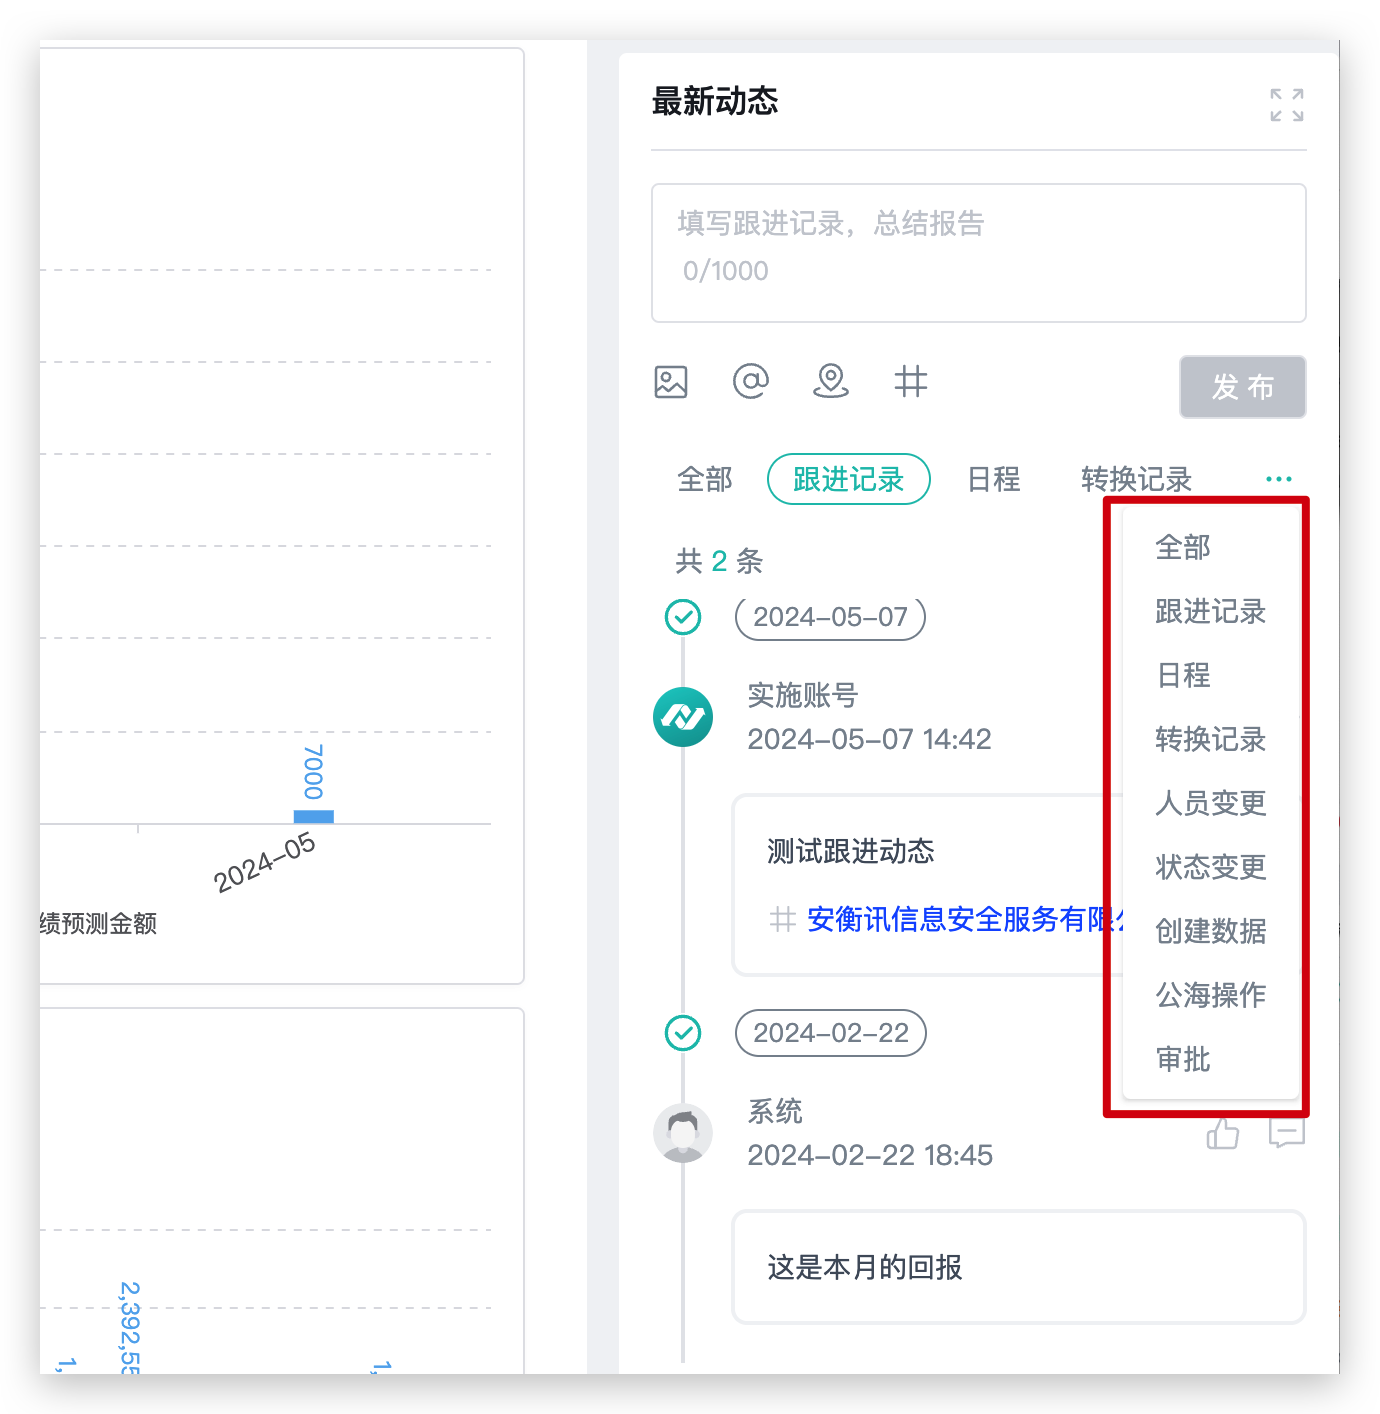 7000
2024-05
绩预测金额
2,392,55
1,
1,
最新动态
填写跟进记录，总结报告
0/1000
发 布
全部 跟进记录 日程 转换记录 ...
共 2 条
2024-05-07
实施账号
2024-05-07 14:42
测试跟进动态
# 安衡讯信息安全服务有限
2024-02-22
系统
2024-02-22 18:45
这是本月的回报
全部
跟进记录
日程
转换记录
人员变更
状态变更
创建数据
公海操作
审批